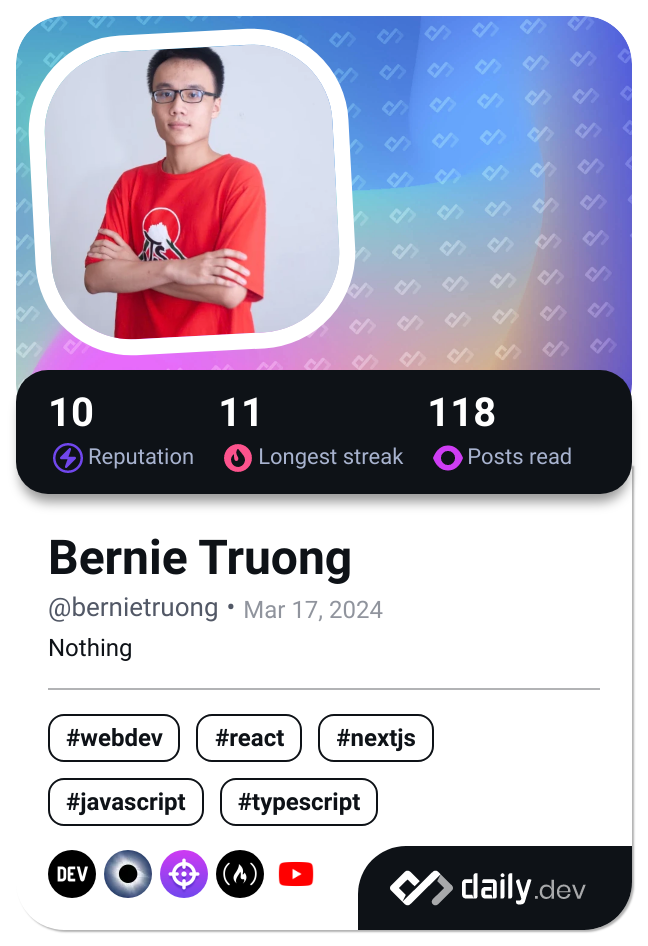 10 11 118
Reputation Longest streak Posts read
Bernie Truong
@bernietruong • Mar 17, 2024
Nothing
#webdev #react #nextjs
#javascript #typescript
DEV
daily.dev